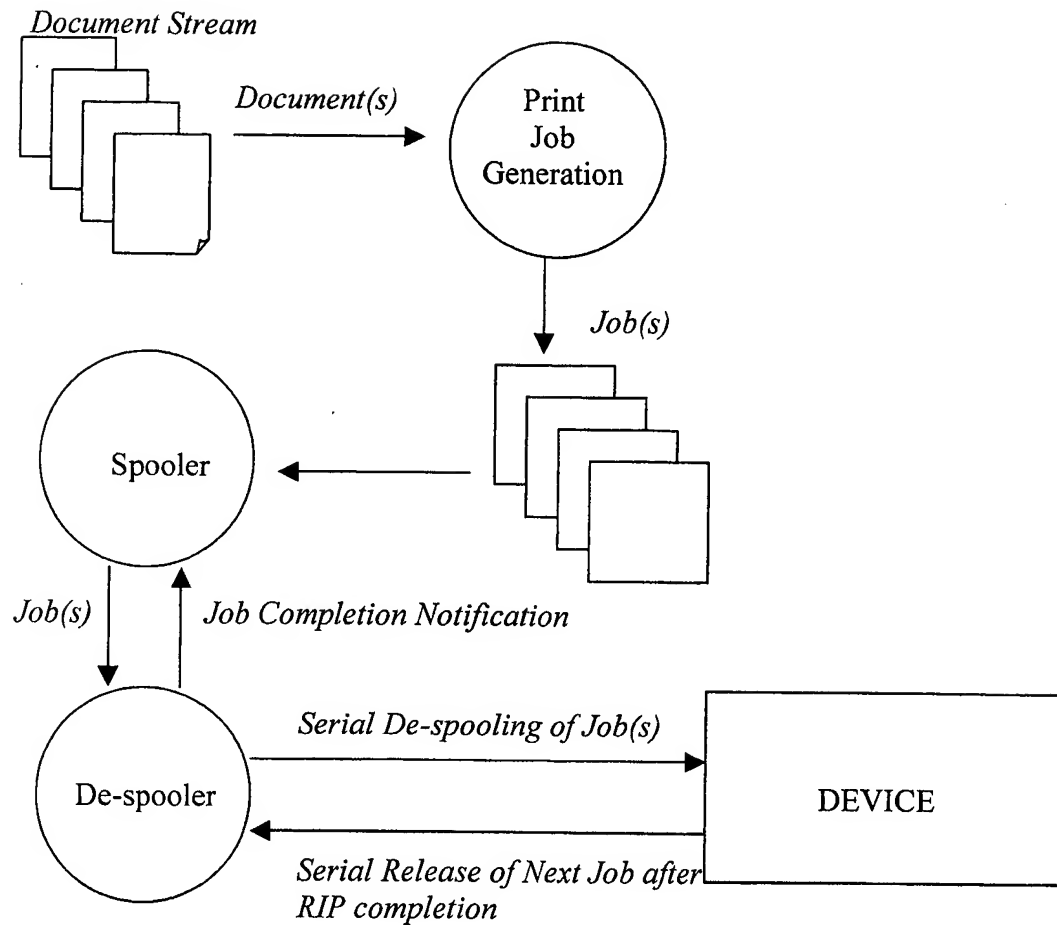 Document Stream
Document(s)
Print
Job
Generation
Job(s)
Spooler
Job(s)
Job Completion Notification
Serial De-spooling of Job(s)
De-spooler
DEVICE
Serial Release of Next Job after
RIP completion